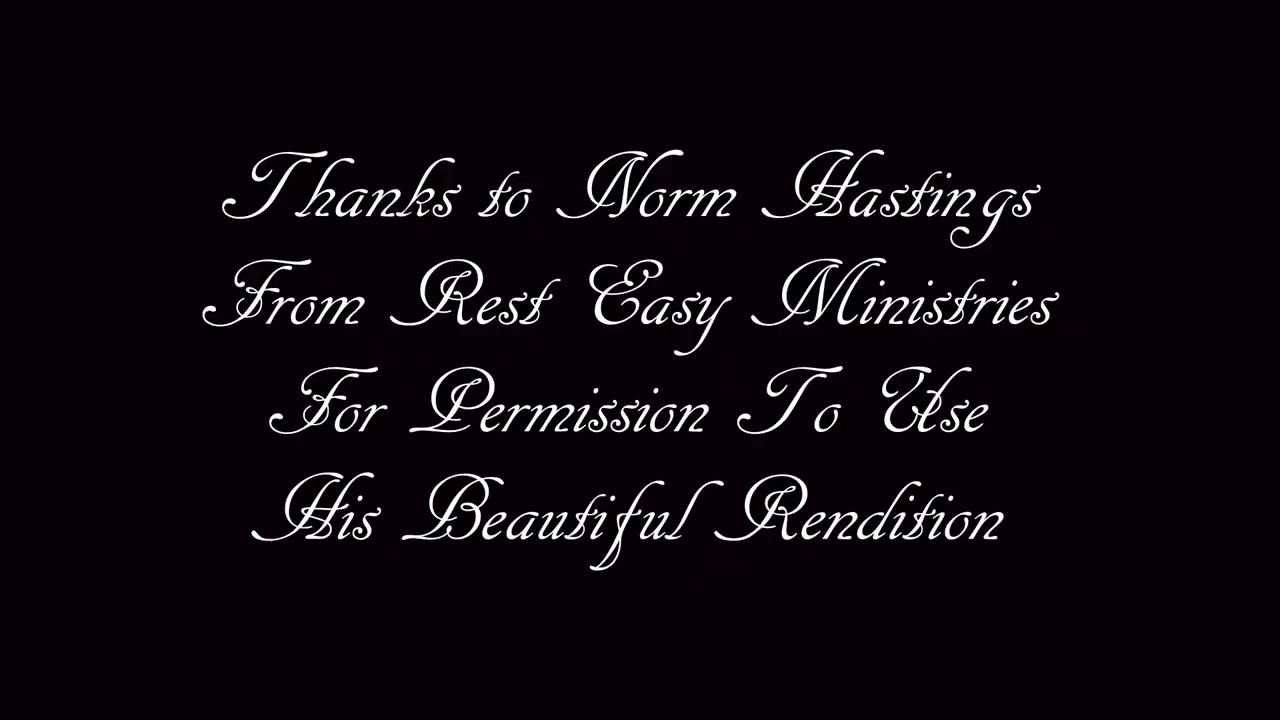 Thanks to Norm Hastings
From Rest Easy Ministries
For Permission To Use
His Beautiful Rendition